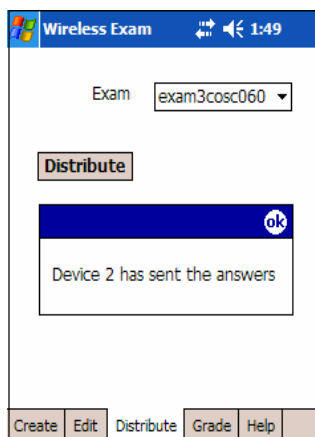 Wireless Exam 1:49
Exam exam3cosc060
Distribute
ok
Device 2 has sent the answers
Create Edit Distribute Grade Help